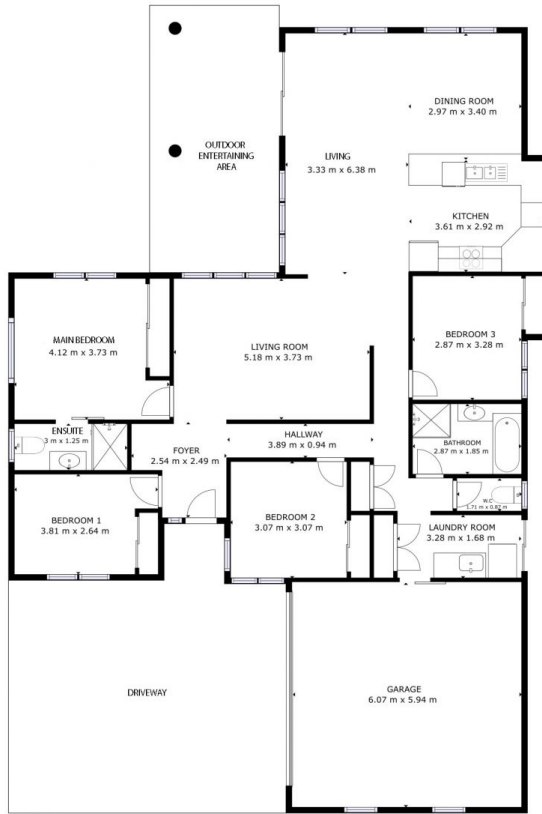 DINING ROOM
2.97 m x 3.40 m
OUTDOOR
ENTERTAINING
AREA
LIVING
3.33 m x 6.38 m
KITCHEN
3.61 m x 2.92 m
MAIN BEDROOM
4.12 m x 3.73 m
LIVING ROOM
5.18 m x 3.73 m
BEDROOM 3
2.87 m x 3.28 m
ENSUITE
3 m x 1.25 m
FOYER
2.54 m x 2.49 m
HALLWAY
3.89 m x 0.94 m
BATHROOM
2.87 m x 1.85 m
W.C
1.71 m x 0.87 m
BEDROOM 1
3.81 m x 2.64 m
BEDROOM 2
3.07 m x 3.07 m
LAUNDRY ROOM
3.28 m x 1.68 m
DRIVEWAY
GARAGE
6.07 m x 5.94 m